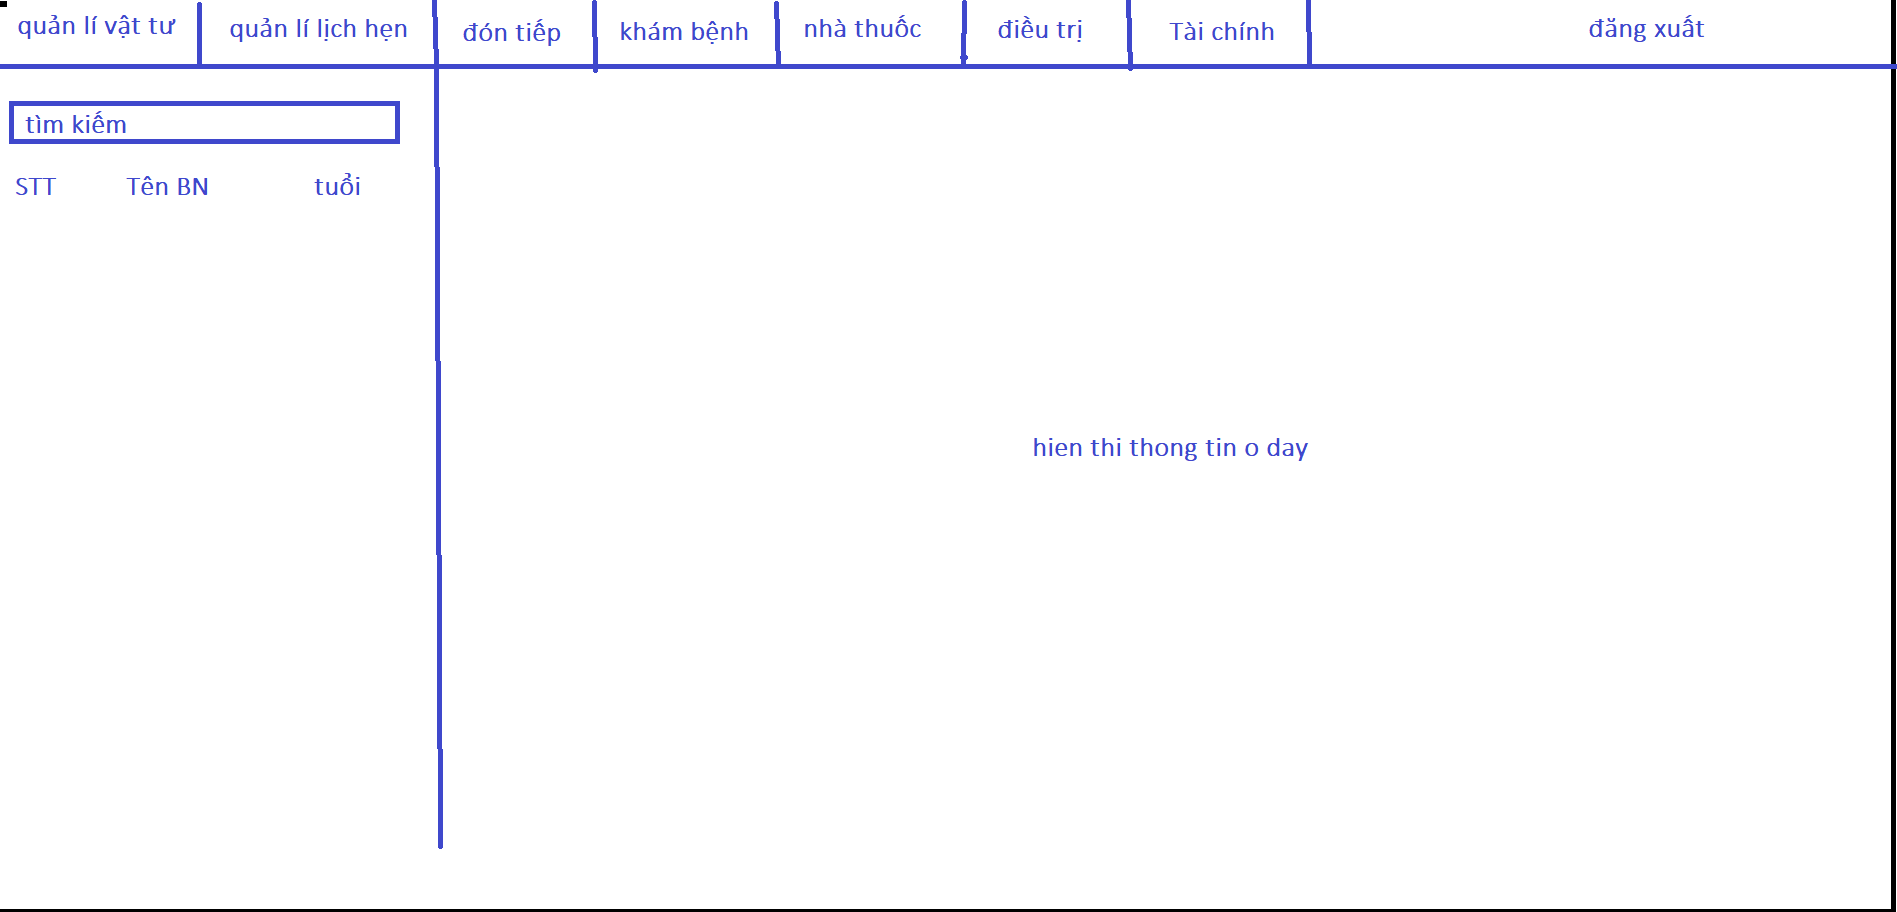 quản lí vật tư
quản lí lịch hẹn
đón tiếp
khám bệnh
nhà thuốc
điều trị
Tài chính
đăng xuất
tìm kiếm
STT Tên BN tuổi
hien thi thong tin o day